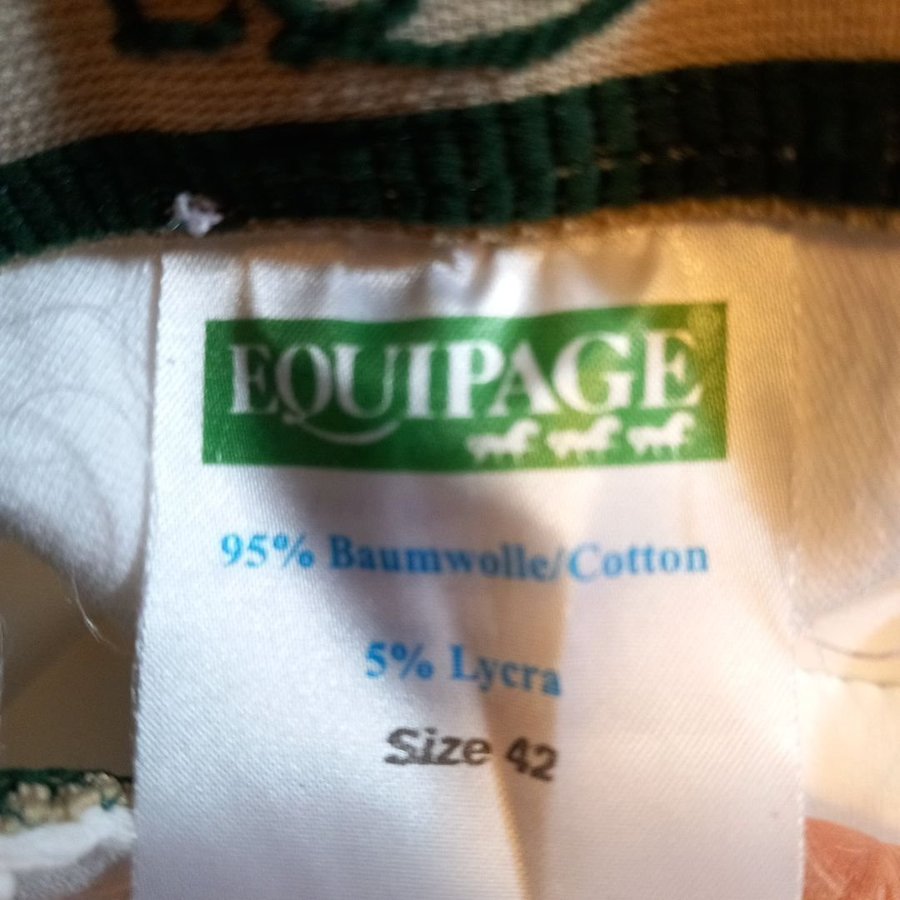 EQUIPAGE
95% Baumwolle/Cotton
5% Lycra
Size 42